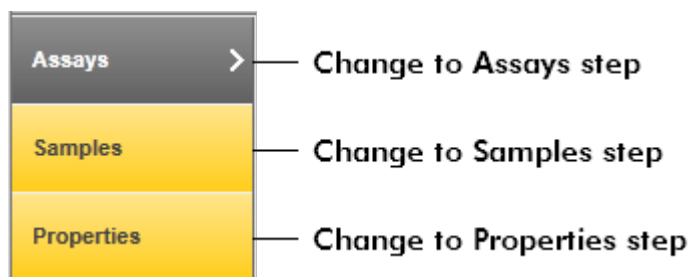 Assays Change to Assays step
Samples Change to Samples step
Properties Change to Properties step